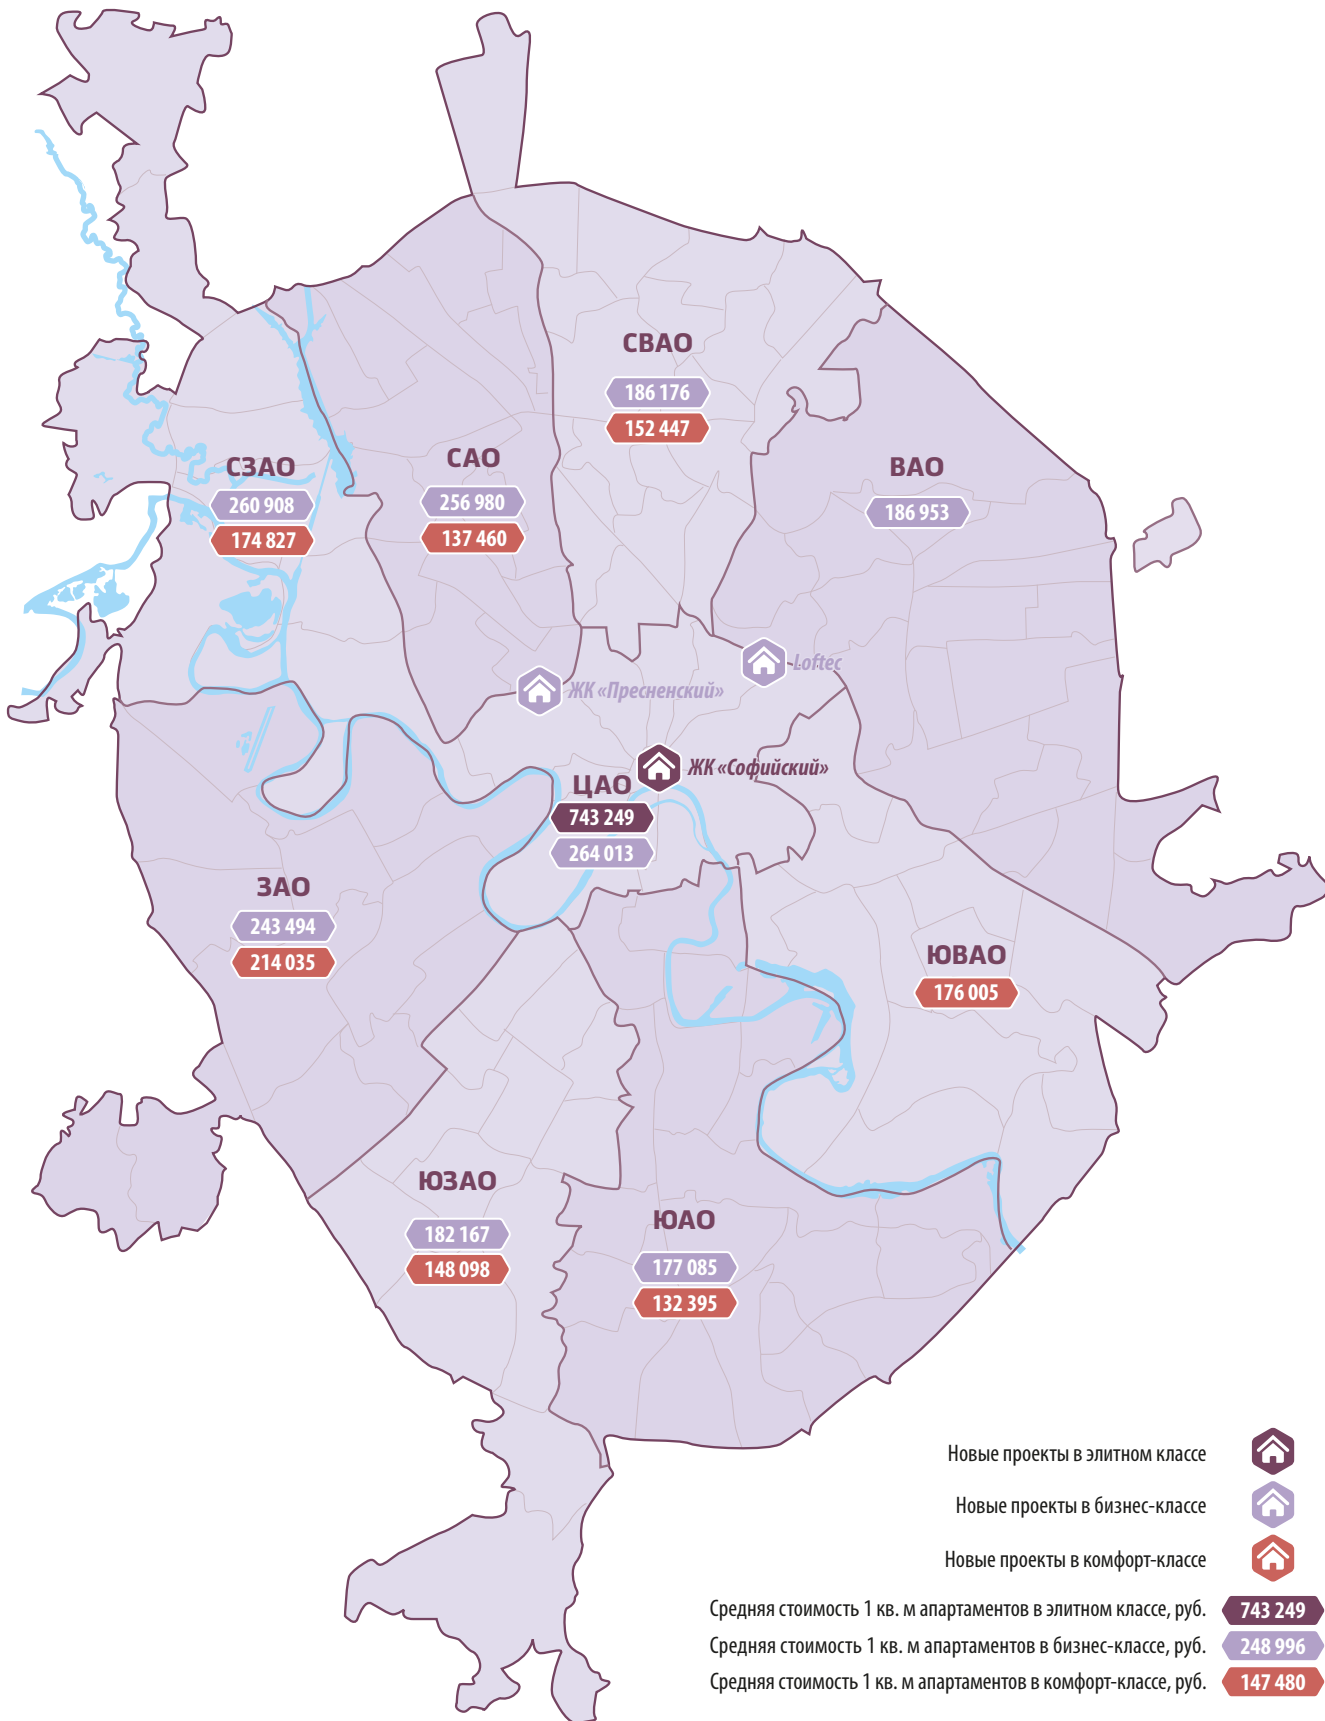 СВАО
186 176
152 447
САО
256 980
137 460
СЗАО
260 908
174 827
ВАО
186 953
Loftec
ЖК «Пресненский»
ЖК «Софийский»
ЦАО
743 249
264 013
ЗАО
243 494
214 035
ЮВАО
176 005
ЮЗАО
182 167
148 098
ЮАО
177 085
132 395
Новые проекты в элитном классе
Новые проекты в бизнес-классе
Новые проекты в комфорт-классе
Средняя стоимость 1 кв. м апартаментов в элитном классе, руб. 743 249
Средняя стоимость 1 кв. м апартаментов в бизнес-классе, руб. 248 996
Средняя стоимость 1 кв. м апартаментов в комфорт-классе, руб. 147 480